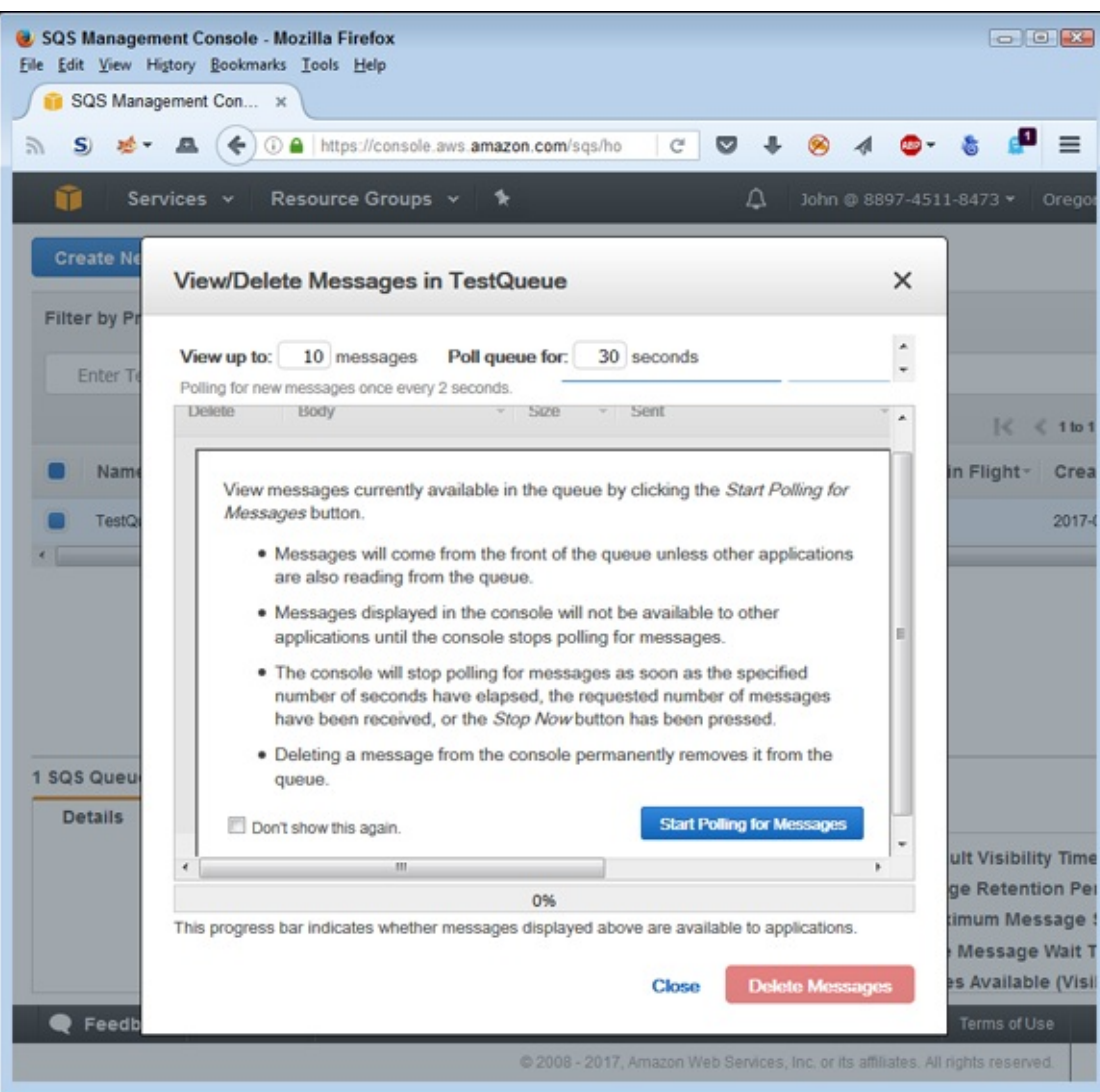 SQS Management Console - Mozilla Firefox
File Edit View History Bookmarks Tools Help
SQS Management Con... ×
https://console.aws.amazon.com/sqs/ho
ABP
1
Services Resource Groups John @ 8897-4511-8473 Oregon
Create Ne
View/Delete Messages in TestQueue
Filter by Pr
View up to: 10 messages Poll queue for: 30 seconds
Enter Te
Polling for new messages once every 2 seconds.
Delete Body Size Sent
1 to 1
Name in Flight Crea
View messages currently available in the queue by clicking the Start Polling for
Messages button.
TestQu 2017-0
• Messages will come from the front of the queue unless other applications
are also reading from the queue.
• Messages displayed in the console will not be available to other
applications until the console stops polling for messages.
• The console will stop polling for messages as soon as the specified
number of seconds have elapsed, the requested number of messages
have been received, or the Stop Now button has been pressed.
• Deleting a message from the console permanently removes it from the
queue.
1 SQS Queu
Details
Don't show this again. Start Polling for Messages
ult Visibility Time
ge Retention Per
ximum Message S
e Message Wait T
es Available (Visil
0%
This progress bar indicates whether messages displayed above are available to applications.
Close Delete Messages
Feedb Terms of Use
© 2008 - 2017, Amazon Web Services, Inc. or its affiliates. All rights reserved.